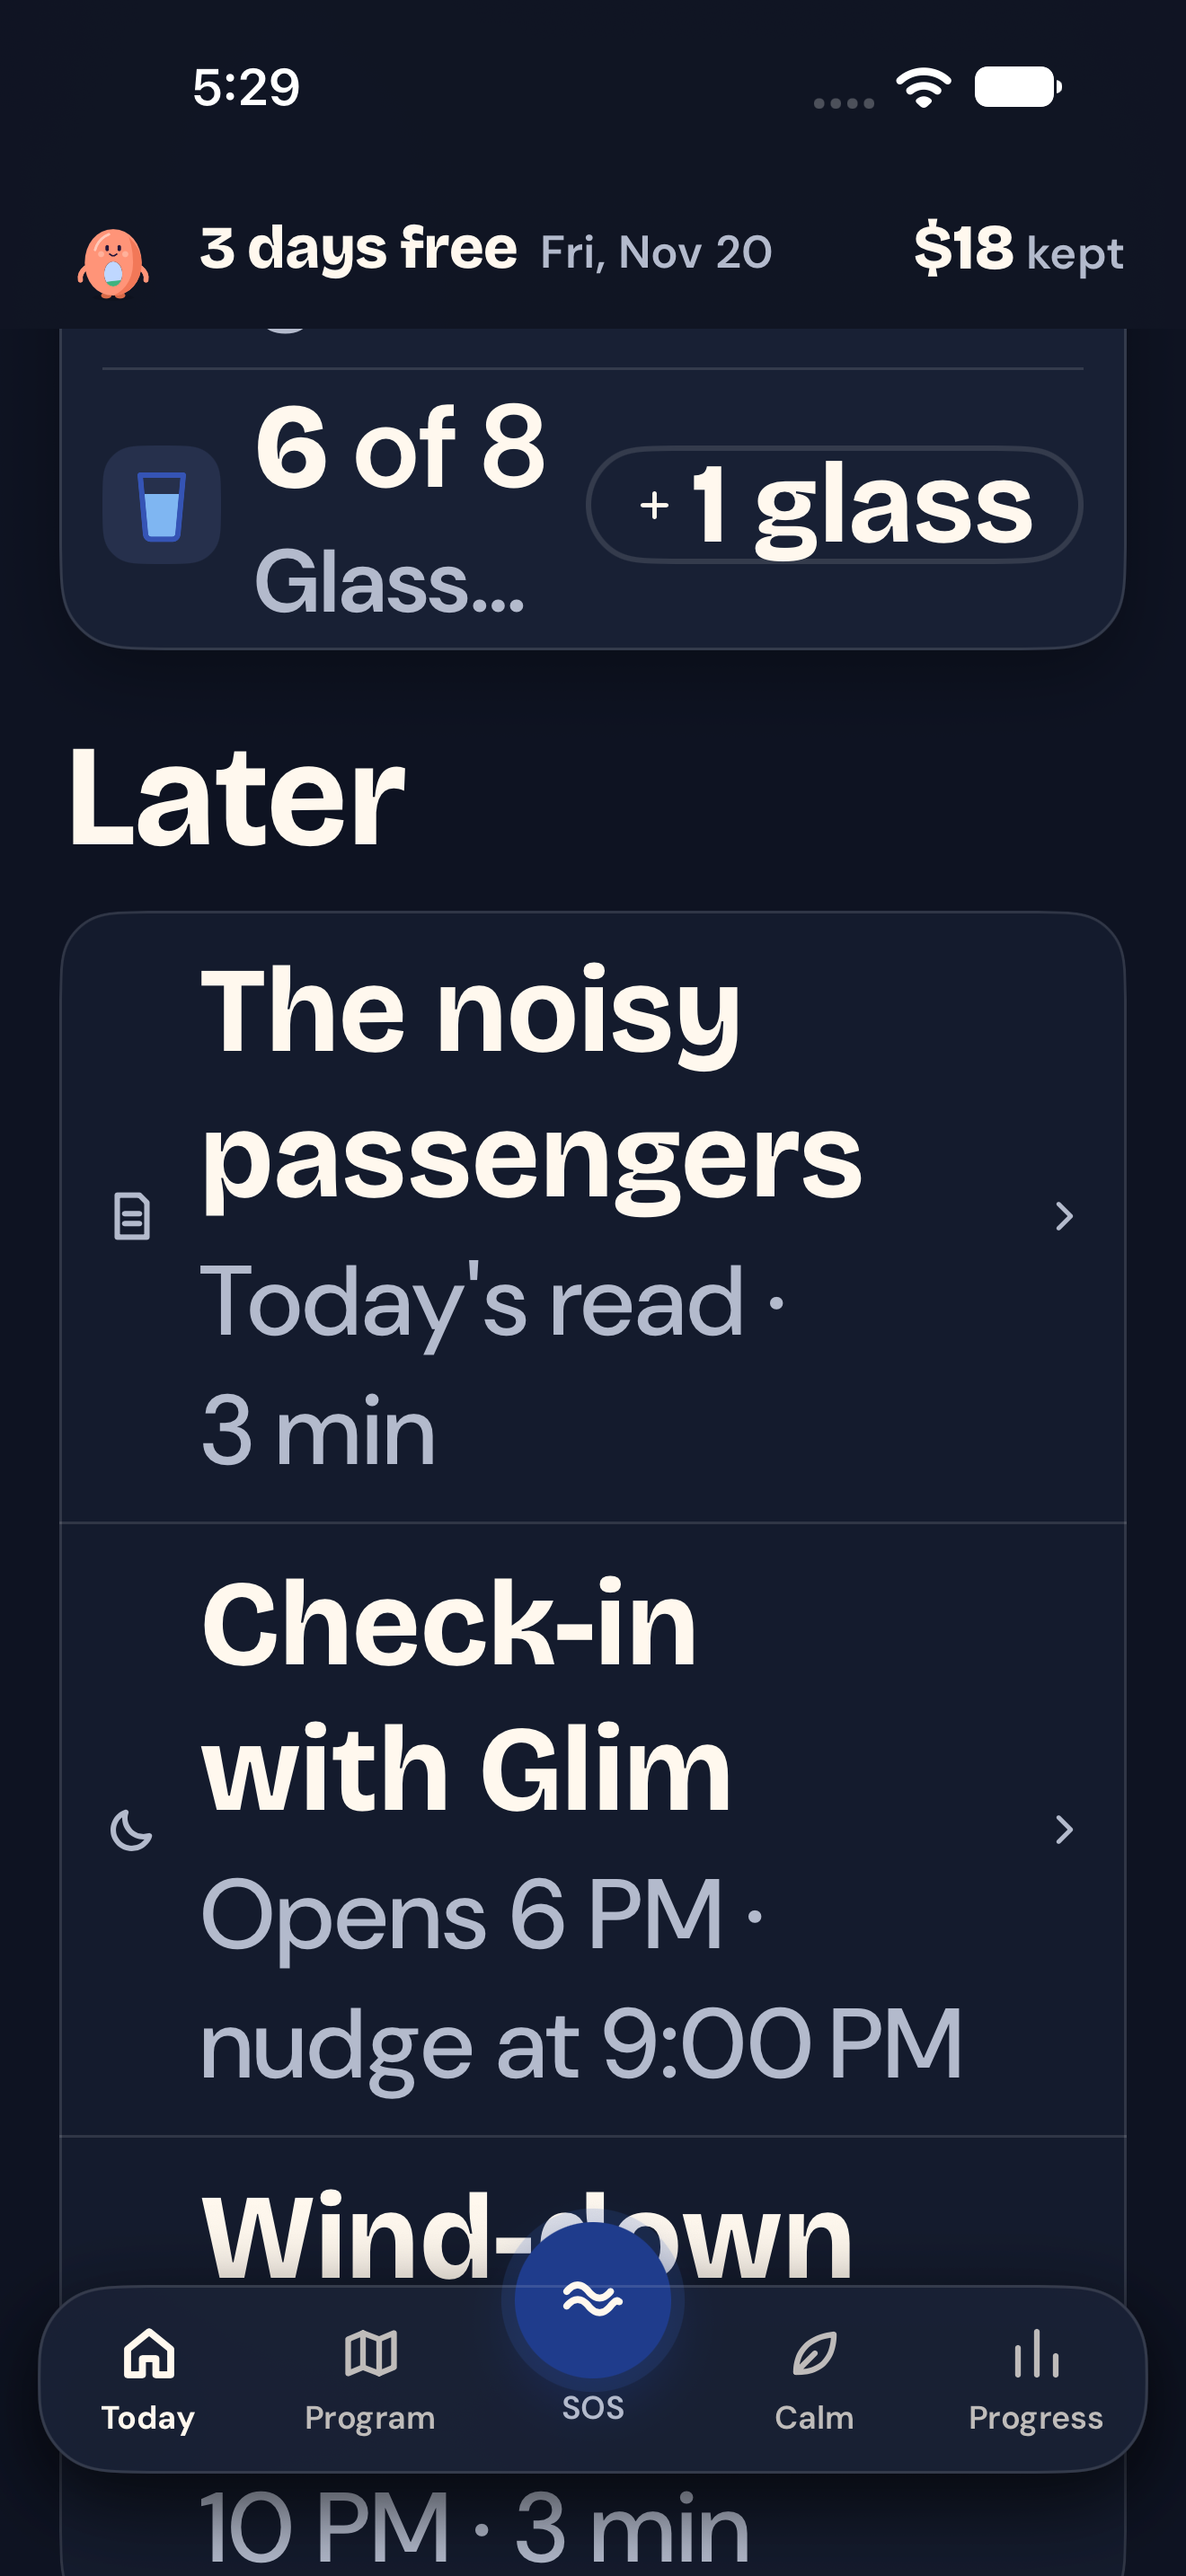 5:29
3 days free Fri, Nov 20 $18 kept
6 of 8
Glass...
+ 1 glass
Later
The noisy
passengers
Today's read ·
3 min
Check-in
with Glim
Opens 6 PM ·
nudge at 9:00 PM
Wind-down
Today
Program
SOS
Calm
Progress
10 PM · 3 min